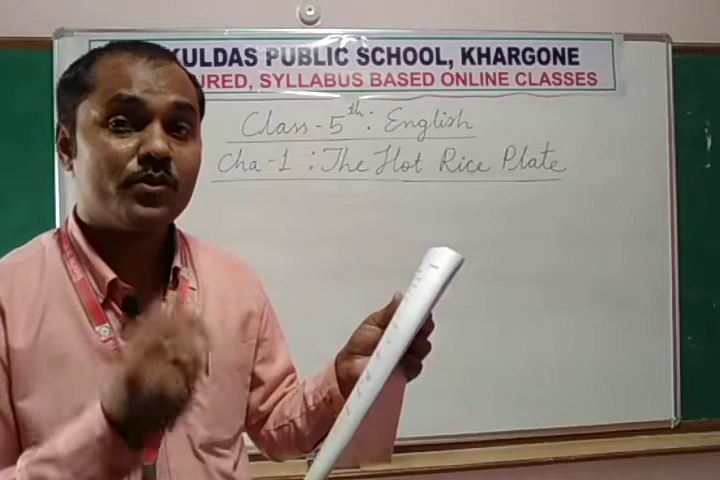 KULDAS PUBLIC SCHOOL, KHARGONE
URED, SYLLABUS BASED ONLINE CLASSES
Class - 5th : English
Cha - 1 : The Hot Rice Plate